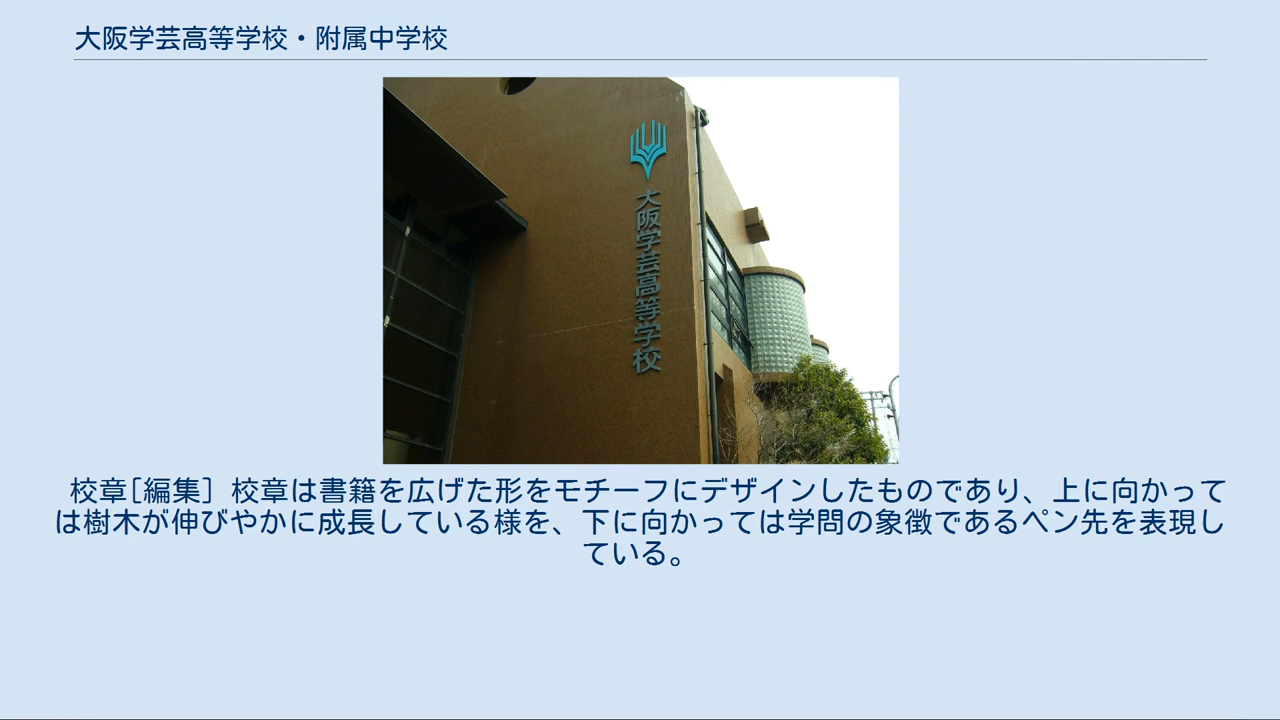 大阪学芸高等学校・附属中学校
大阪学芸高等学校
校章[編集] 校章は書籍を広げた形をモチーフにデザインしたものであり、上に向かって
は樹木が伸びやかに成長している様を、下に向かっては学問の象徴であるペン先を表現し
ている。